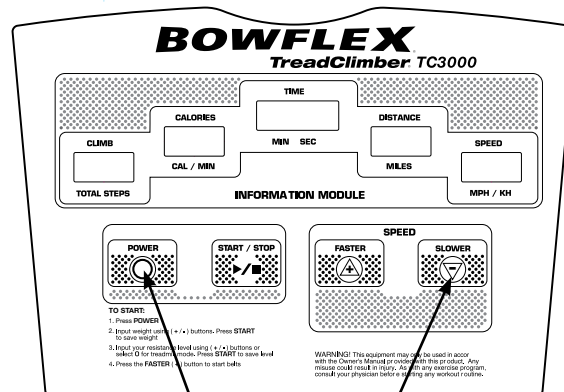 BOWFLEX
TreadClimber TC3000
TIME
CALORIES
DISTANCE
CLIMB
MIN SEC
SPEED
CAL / MIN
MILES
TOTAL STEPS
INFORMATION MODULE
MPH / KH
SPEED
POWER
START / STOP
FASTER
SLOWER
TO START:
1. Press POWER
2. Input weight using (+/-) buttons. Press START
to save weight
3. Input your resistance level using (+/-) buttons or
select 0 for treadmill mode. Press START to save level
4. Press the FASTER (+) button to start belts
WARNING! This equipment may only be used in accor
with the Owner's Manual provided with this product. Any
misuse could result in injury. As with any exercise program,
consult your physician before starting any workout routine.